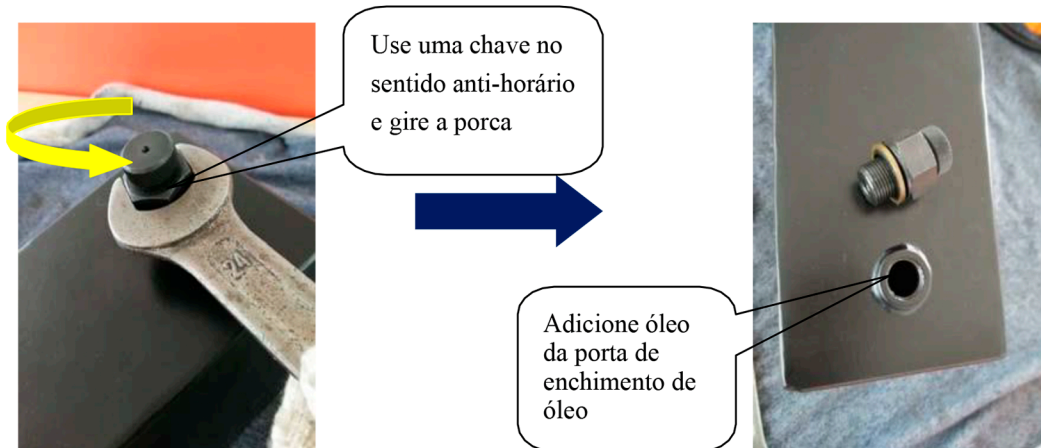 Use uma chave no
sentido anti-horário
e gire a porca
24
Adicione óleo
da porta de
enchimento de
óleo